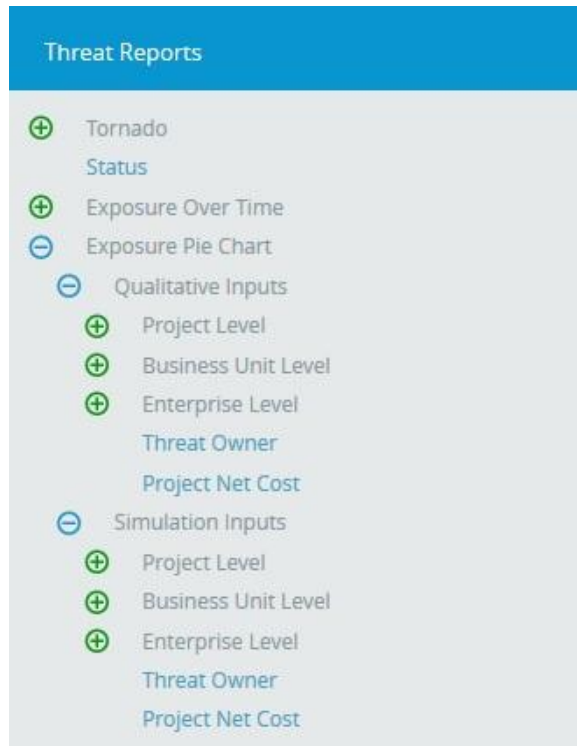 Threat Reports
Tornado
Status
Exposure Over Time
Exposure Pie Chart
Qualitative Inputs
Project Level
Business Unit Level
Enterprise Level
Threat Owner
Project Net Cost
Simulation Inputs
Project Level
Business Unit Level
Enterprise Level
Threat Owner
Project Net Cost